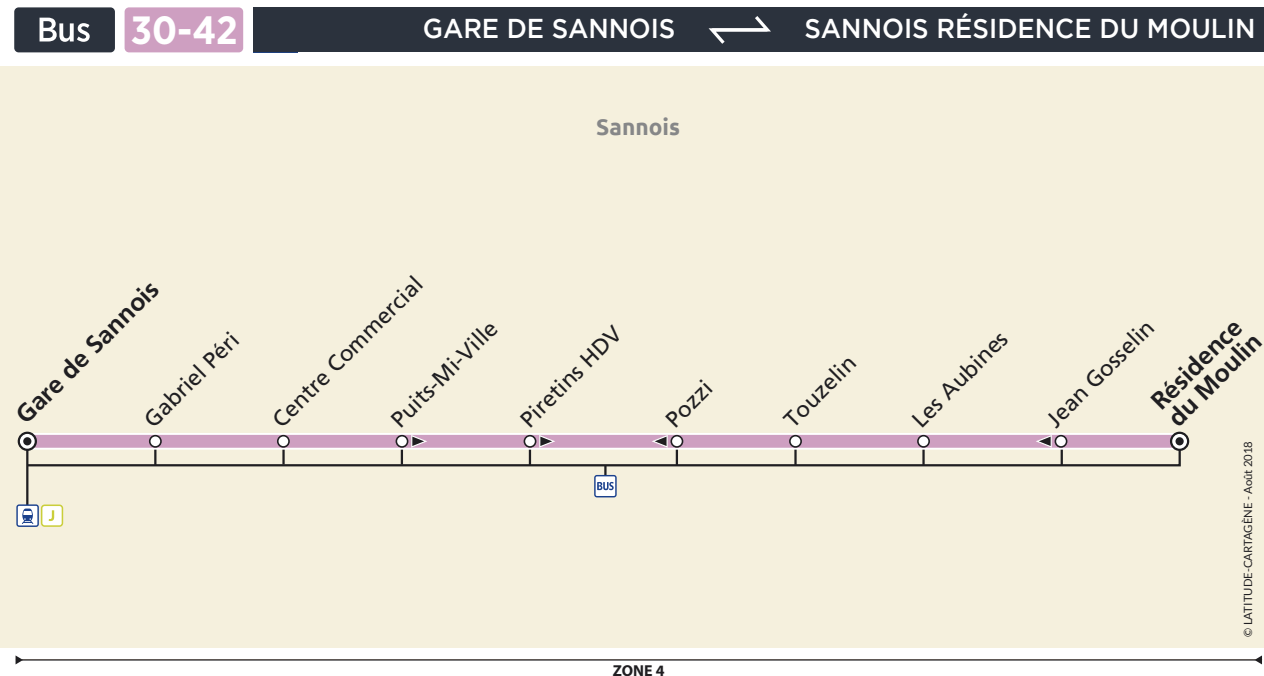 Bus 30-42 GARE DE SANNOIS SANNOIS RÉSIDENCE DU MOULIN
Sannois
Gare de Sannois
Gabriel Péri
Centre Commercial
Puits-Mi-Ville
Piretins HDV
Pozzi
Touzelin
Les Aubines
Jean Gosselin
Résidence
du Moulin
BUS
J
© LATITUDE-CARTAGÈNE - Août 2018
ZONE 4